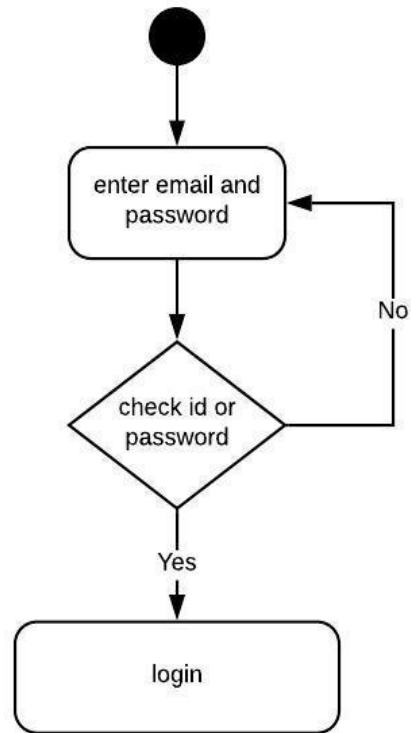 enter email and
password
No
check id or
password
Yes
login